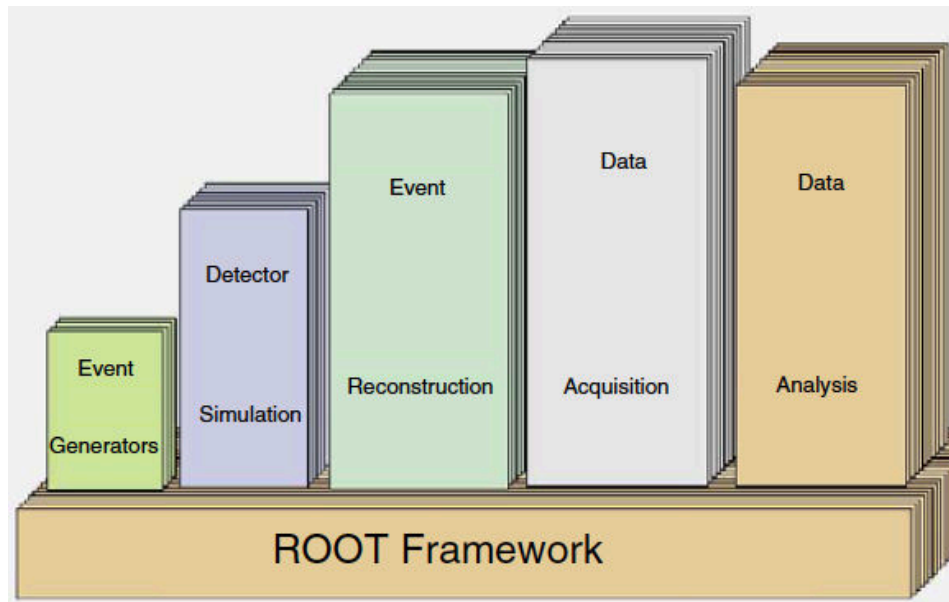 Event
Generators
Detector
Simulation
Event
Reconstruction
Data
Acquisition
Data
Analysis
ROOT Framework